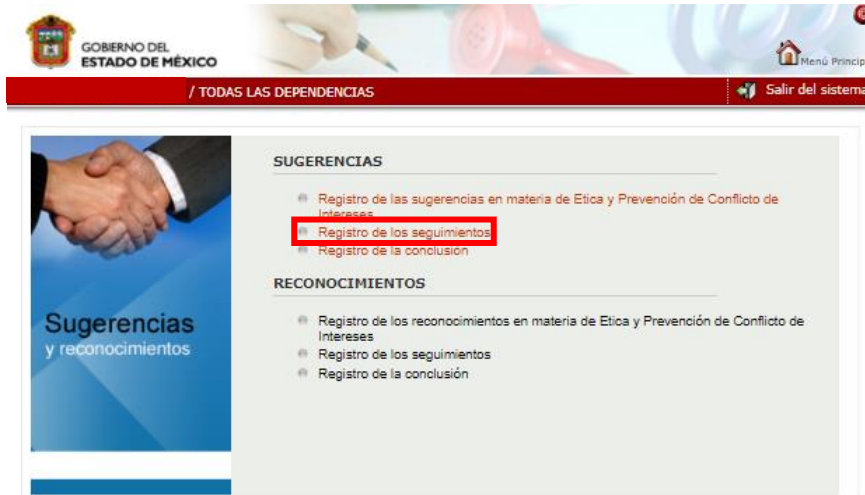 GOBIERNO DEL
ESTADO DE MÉXICO
Menú Princip
/ TODAS LAS DEPENDENCIAS
Salir del sistema
SUGERENCIAS
Registro de las sugerencias en materia de Etica y Prevención de Conflicto de
Intereses
Registro de los seguimientos
Registro de la conclusión
RECONOCIMIENTOS
Registro de los reconocimientos en materia de Etica y Prevención de Conflicto de
Intereses
Registro de los seguimientos
Registro de la conclusión
Sugerencias
y reconocimientos